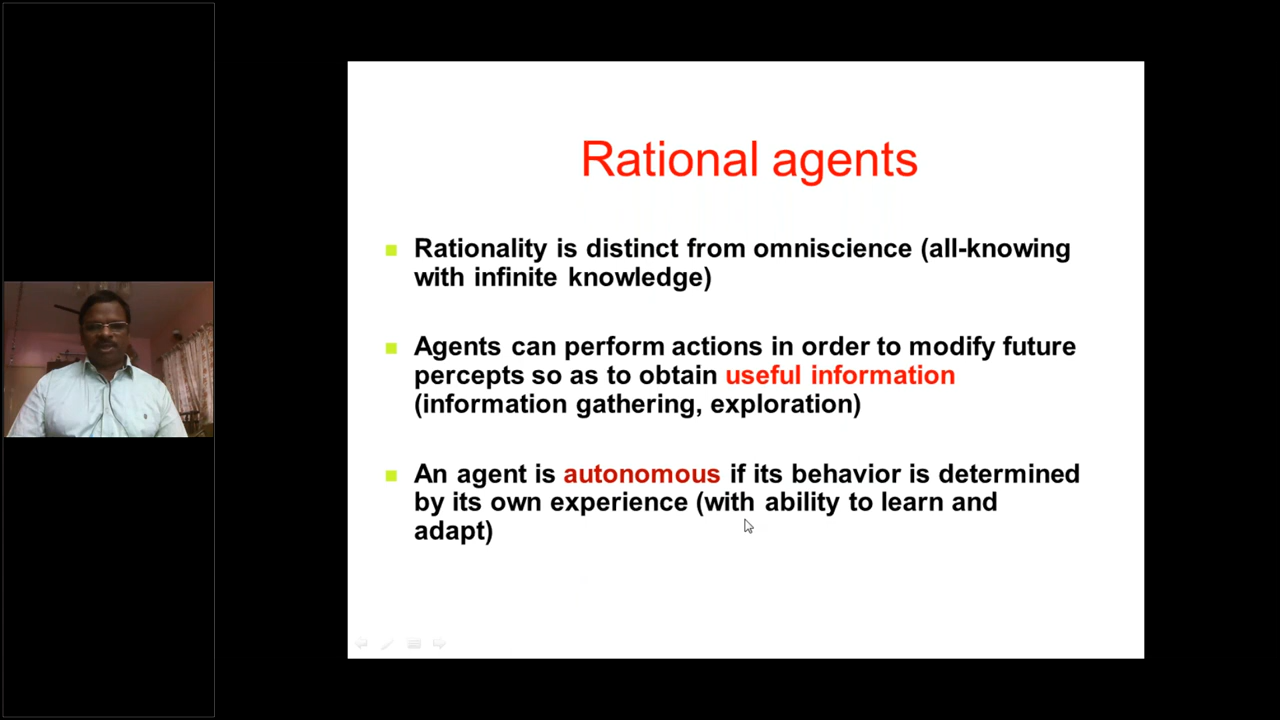 Rational agents
Rationality is distinct from omniscience (all-knowing
with infinite knowledge)
Agents can perform actions in order to modify future
percepts so as to obtain useful information
(information gathering, exploration)
An agent is autonomous if its behavior is determined
by its own experience (with ability to learn and
adapt)